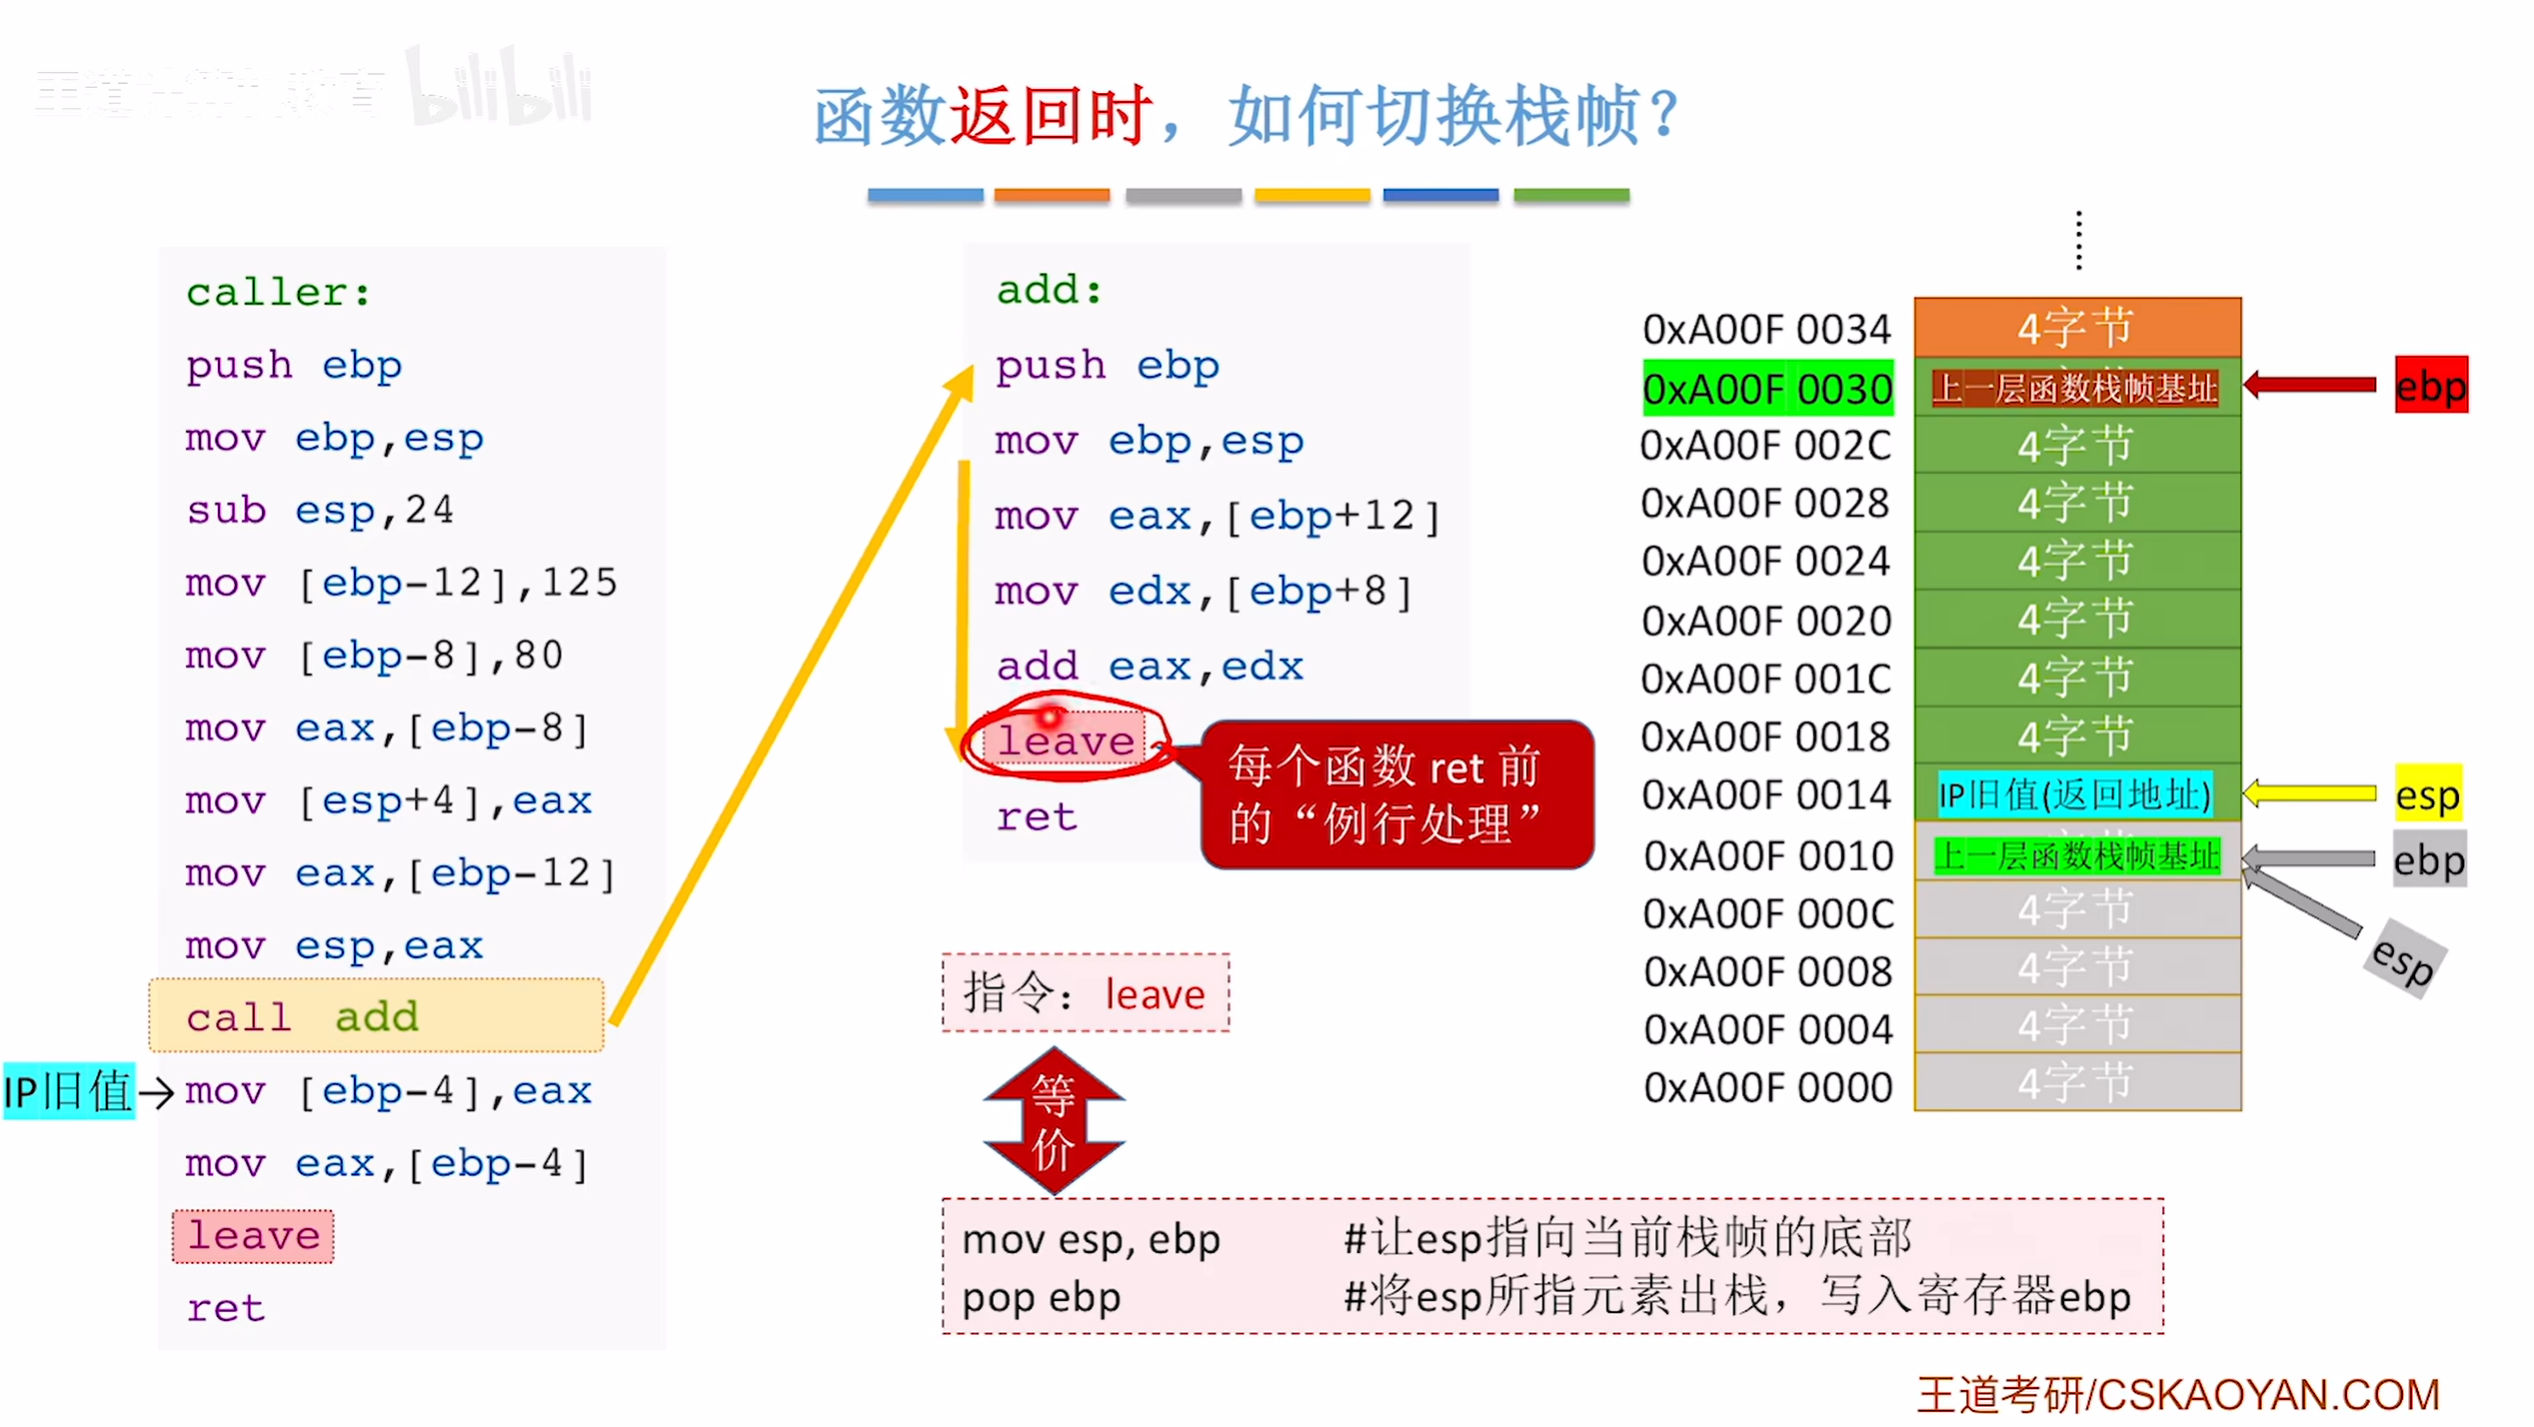 bilibili
函数返回时，如何切换栈帧？
caller:
push ebp
mov ebp,esp
sub esp,24
mov [ebp-12],125
mov [ebp-8],80
mov eax,[ebp-8]
mov [esp+4],eax
mov eax,[ebp-12]
mov esp,eax
call add
IP旧值→mov [ebp-4],eax
mov eax,[ebp-4]
leave
ret
add:
push ebp
mov ebp,esp
mov eax,[ebp+12]
mov edx,[ebp+8]
add eax,edx
leave
ret
每个函数 ret 前
的“例行处理”
指令：leave
等
价
mov esp, ebp #让esp指向当前栈帧的底部
pop ebp #将esp所指元素出栈，写入寄存器ebp
0xA00F 0034 4字节
0xA00F 0030 上一层函数栈帧基址 ebp
0xA00F 002C 4字节
0xA00F 0028 4字节
0xA00F 0024 4字节
0xA00F 0020 4字节
0xA00F 001C 4字节
0xA00F 0018 4字节
0xA00F 0014 IP旧值(返回地址) esp
0xA00F 0010 上一层函数栈帧基址 ebp
0xA00F 000C 4字节 esp
0xA00F 0008 4字节
0xA00F 0004 4字节
0xA00F 0000 4字节
王道考研/CSKAOYAN.COM